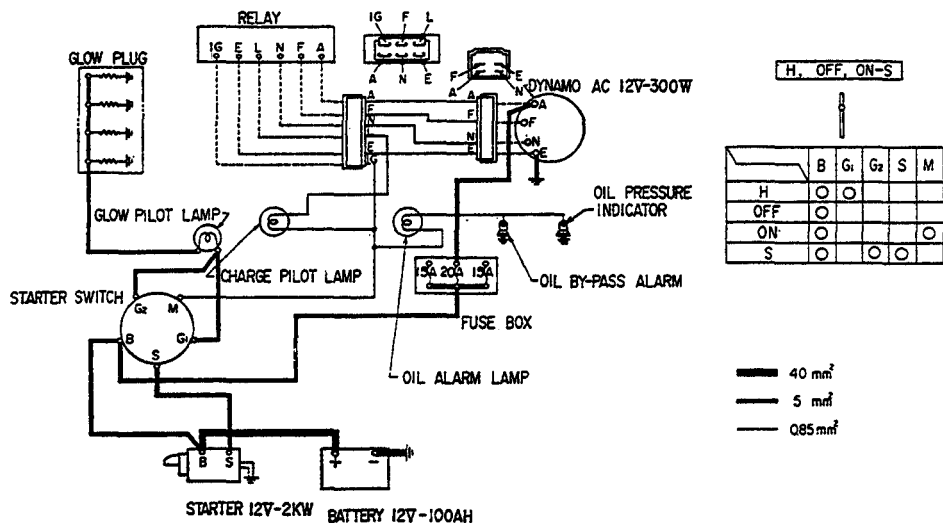 RELAY
IG E L N F A
IG F L
A N E
GLOW PLUG
F E
A N
DYNAMO AC 12V-300W
A
F
N
E
L
IG
A
F
N
E
A
F
N
E
H, OFF, ON-S
B G1 G2 S M
H
OFF
ON
S
GLOW PILOT LAMP
CHARGE PILOT LAMP
OIL PRESSURE
INDICATOR
OIL BY-PASS ALARM
15A 20A 15A
FUSE BOX
STARTER SWITCH
G2 M
B G1
S
OIL ALARM LAMP
40 mm²
5 mm²
0.85 mm²
B S
+ -
STARTER 12V-2KW
BATTERY 12V-100AH